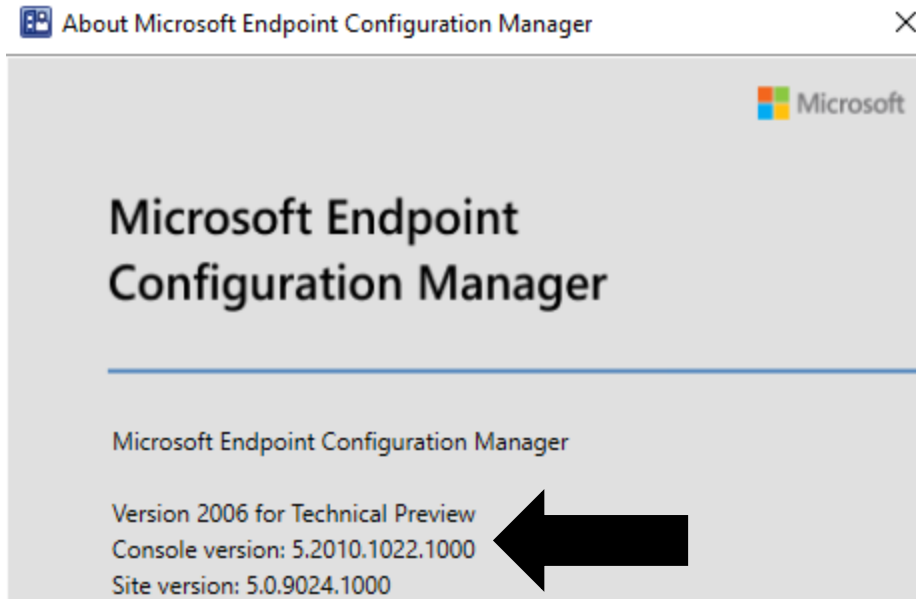 About Microsoft Endpoint Configuration Manager
Microsoft
Microsoft Endpoint
Configuration Manager
Microsoft Endpoint Configuration Manager
Version 2006 for Technical Preview
Console version: 5.2010.1022.1000
Site version: 5.0.9024.1000